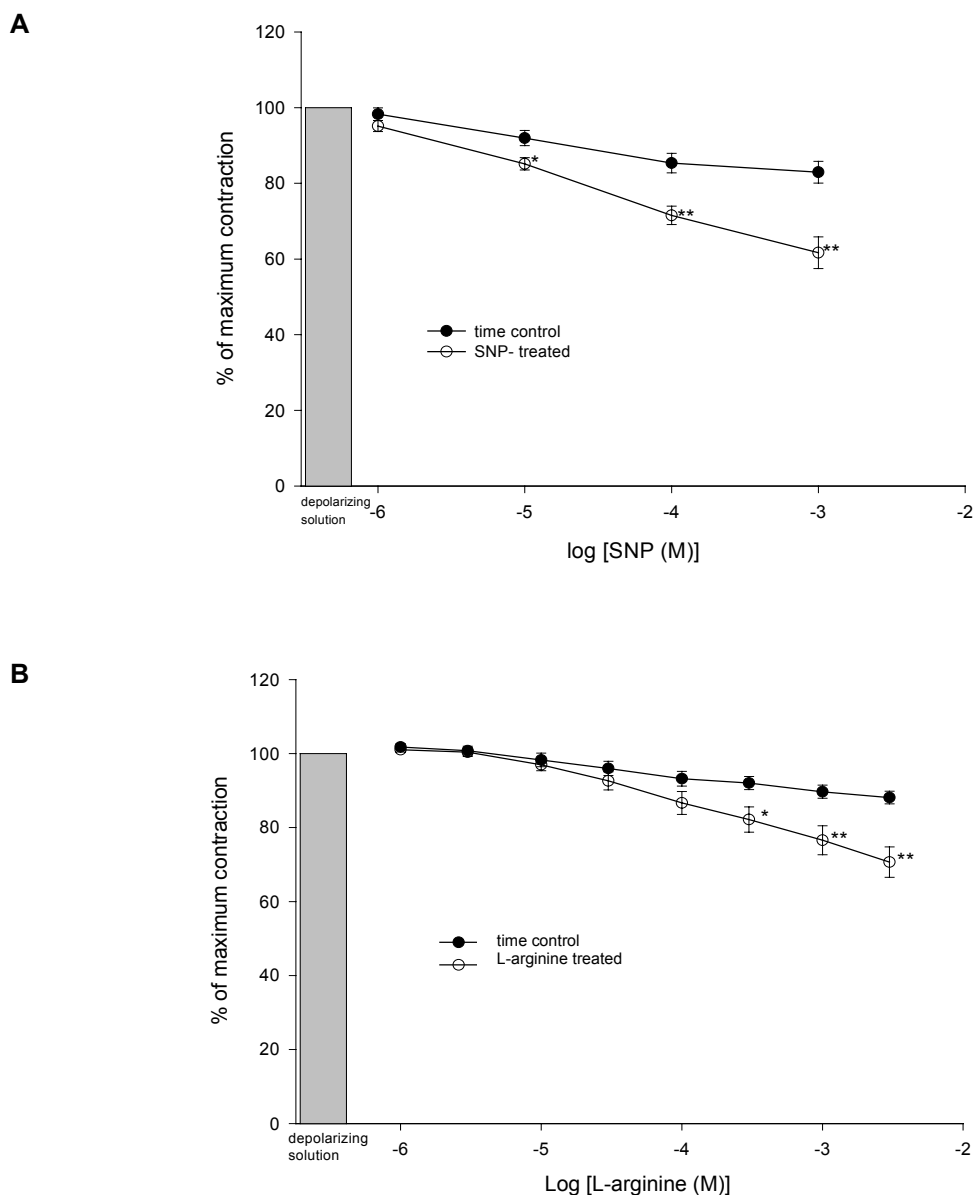 A
120
100
80
60
40
20
0
% of maximum contraction
*
**
**
time control
SNP- treated
depolarizing
solution
-6
-5
-4
-3
-2
log [SNP (M)]
B
120
100
80
60
40
20
0
% of maximum contraction
*
**
**
time control
L-arginine treated
depolarizing
solution
-6
-5
-4
-3
-2
Log [L-arginine (M)]